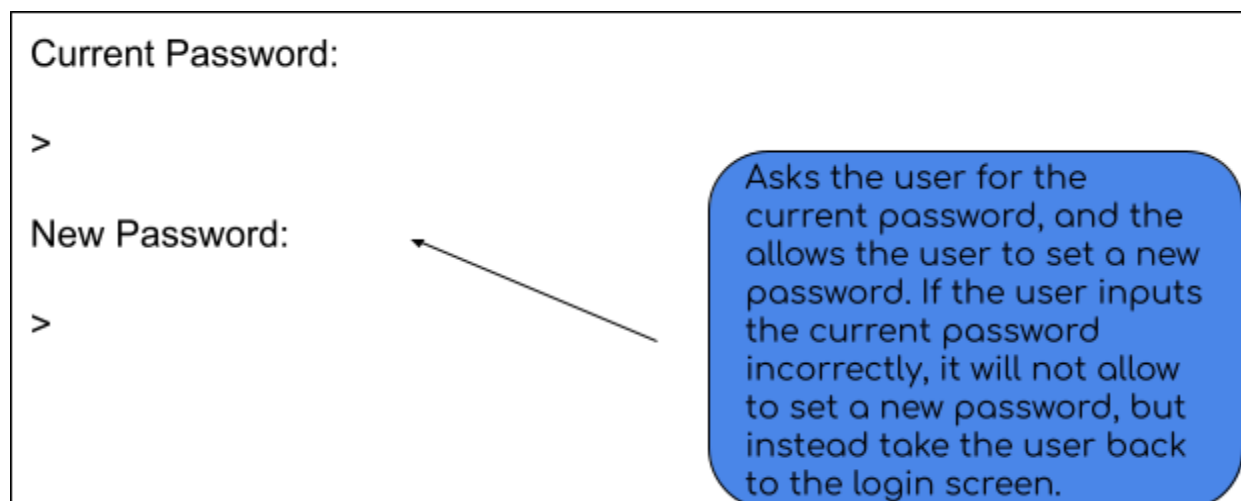 Current Password:
>
New Password:
>
Asks the user for the
current password, and the
allows the user to set a new
password. If the user inputs
the current password
incorrectly, it will not allow
to set a new password, but
instead take the user back
to the login screen.